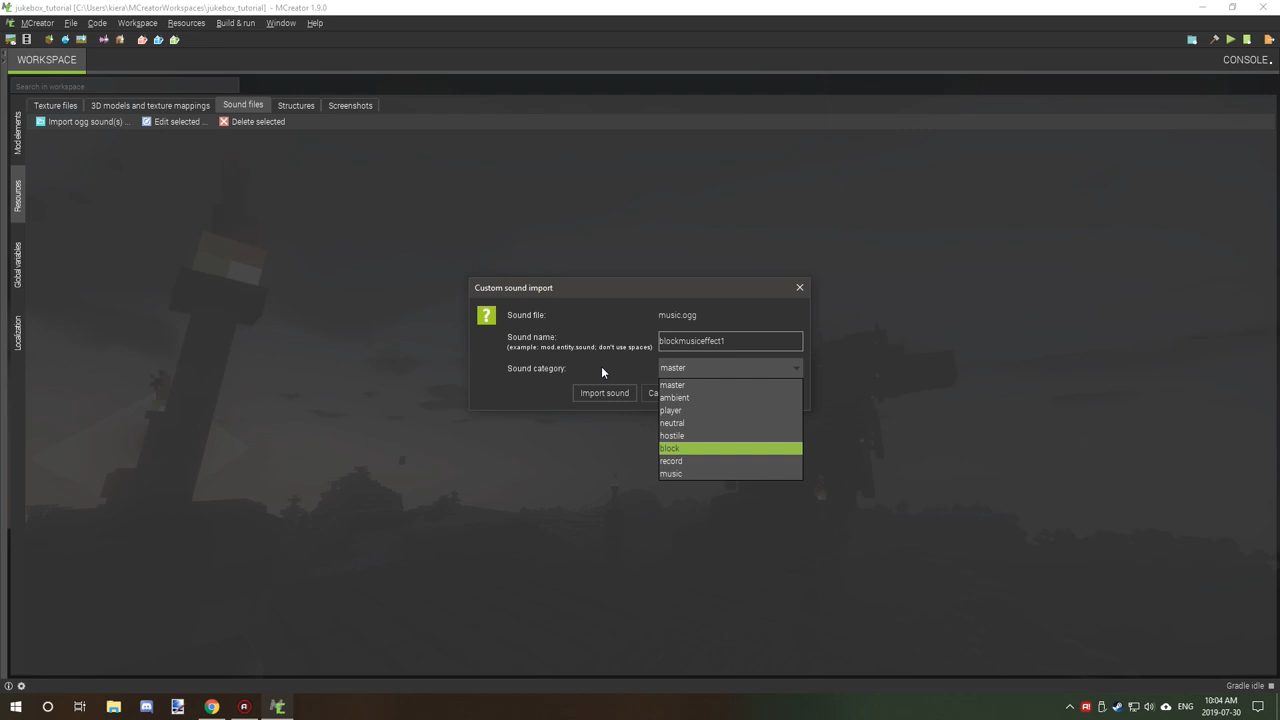 jukebox_tutorial [C:\Users\kiera\MCreatorWorkspaces\jukebox_tutorial] - MCreator 1.9.0
MCreator File Code Workspace Resources Build & run Window Help
WORKSPACE
CONSOLE
Search in workspace
Texture files 3D models and texture mappings Sound files Structures Screenshots
Import ogg sound(s) ... Edit selected ... Delete selected
Mod elements
Resources
Global variables
Localization
Custom sound import
Sound file: music.ogg
Sound name: blockmusiceffect1
(example: mod.entity.sound; don't use spaces)
Sound category: master
Import sound Ca
master
ambient
player
neutral
hostile
block
record
music
Gradle idle
ENG
10:04 AM
2019-07-30